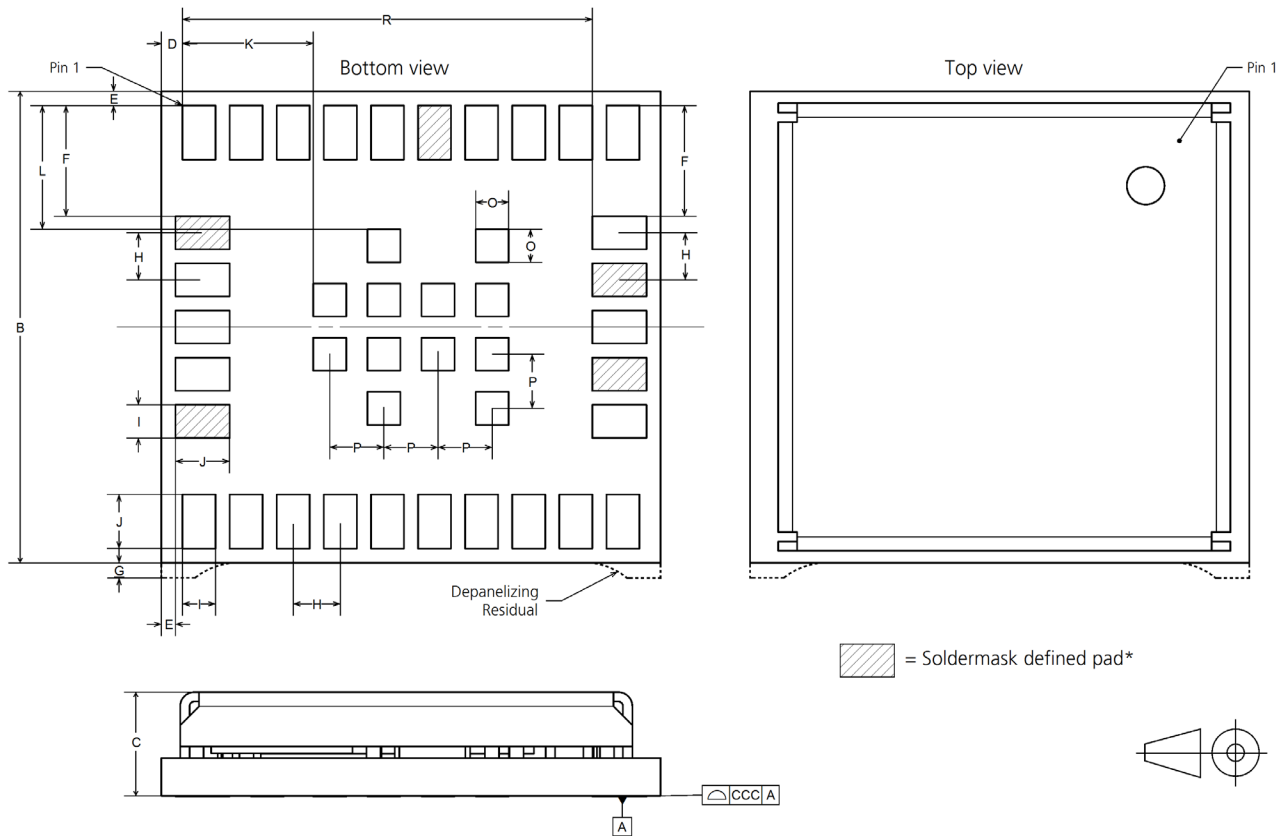 R
D
K
Pin 1
Bottom view
Top view
Pin 1
E
L
F
F
O
O
H
H
B
P
I
P
P
P
J
J
G
Depanelizing
Residual
I
H
E
= Soldermask defined pad*
C
CCC A
A